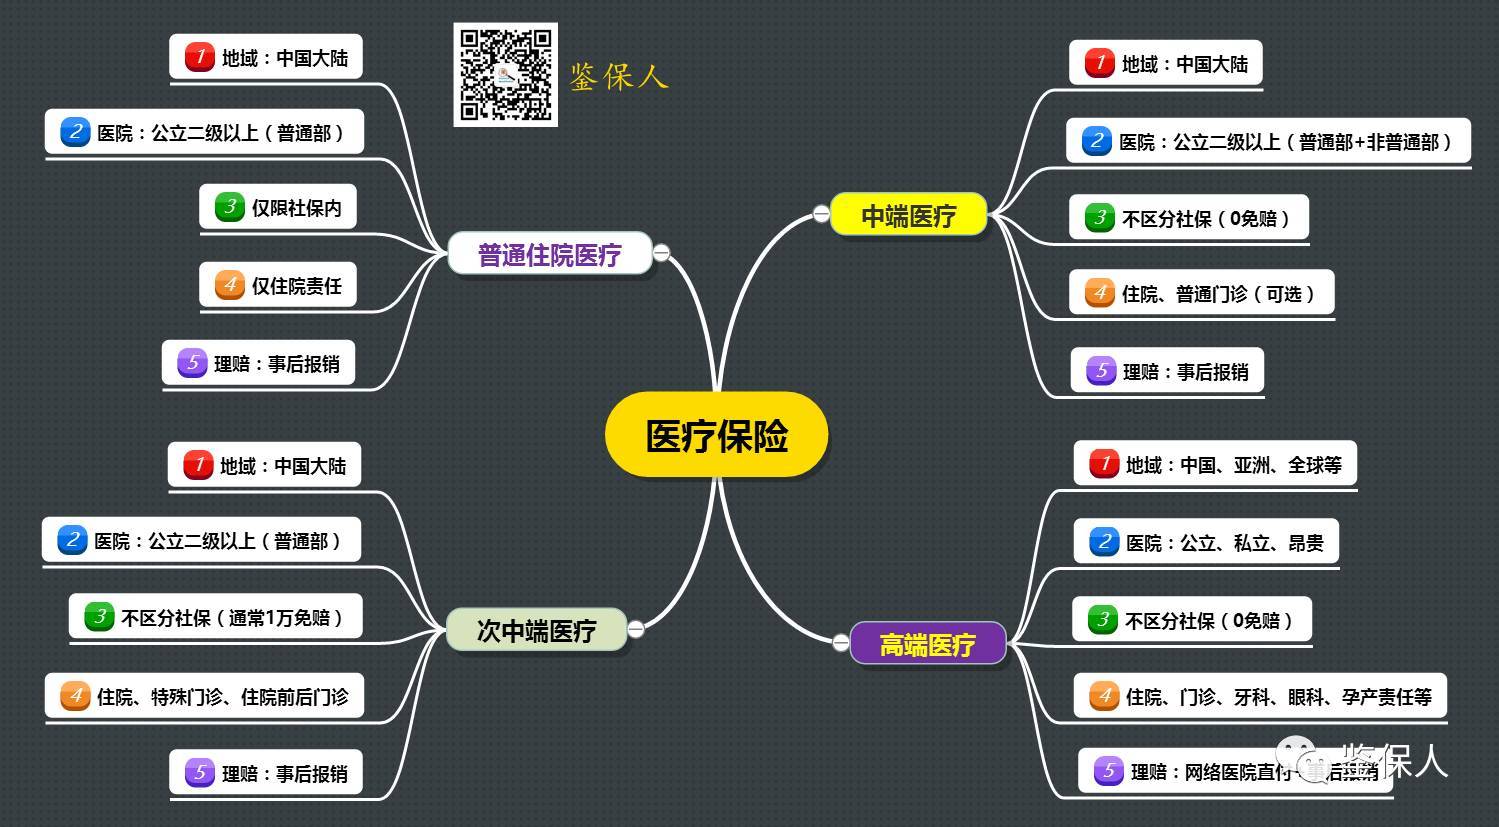 鉴保人
医疗保险
普通住院医疗
1 地域：中国大陆
2 医院：公立二级以上（普通部）
3 仅限社保内
4 仅住院责任
5 理赔：事后报销
次中端医疗
1 地域：中国大陆
2 医院：公立二级以上（普通部）
3 不区分社保（通常1万免赔）
4 住院、特殊门诊、住院前后门诊
5 理赔：事后报销
中端医疗
1 地域：中国大陆
2 医院：公立二级以上（普通部+非普通部）
3 不区分社保（0免赔）
4 住院、普通门诊（可选）
5 理赔：事后报销
高端医疗
1 地域：中国、亚洲、全球等
2 医院：公立、私立、昂贵
3 不区分社保（0免赔）
4 住院、门诊、牙科、眼科、孕产责任等
5 理赔：网络医院直付
鉴保人